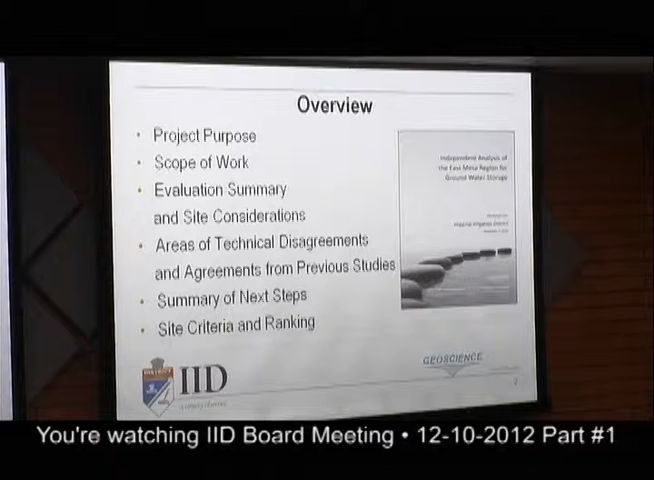 Overview
• Project Purpose
• Scope of Work
• Evaluation Summary
and Site Considerations
• Areas of Technical Disagreements
and Agreements from Previous Studies
• Summary of Next Steps
• Site Criteria and Ranking
Independent Analysis of
the East Mesa Region for
Ground Water Storage
Imperial Irrigation District
IID
GEOSCIENCE
2
You're watching IID Board Meeting • 12-10-2012 Part #1